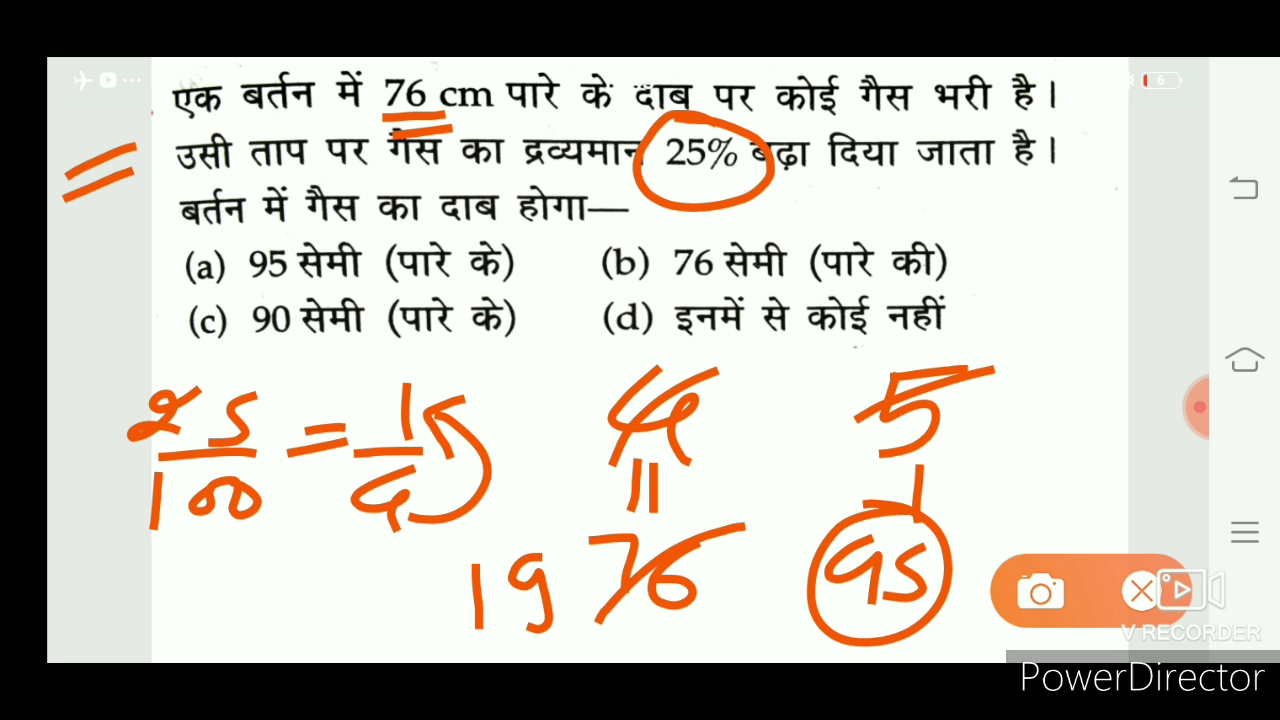 6
एक बर्तन में 76 cm पारे के दाब पर कोई गैस भरी है।
उसी ताप पर गैस का द्रव्यमान 25% बढ़ा दिया जाता है।
बर्तन में गैस का दाब होगा—
(a) 95 सेमी (पारे के) (b) 76 सेमी (पारे की)
(c) 90 सेमी (पारे के) (d) इनमें से कोई नहीं
25/100 = 1/4 4 5
19 76 95
V RECORDER
PowerDirector